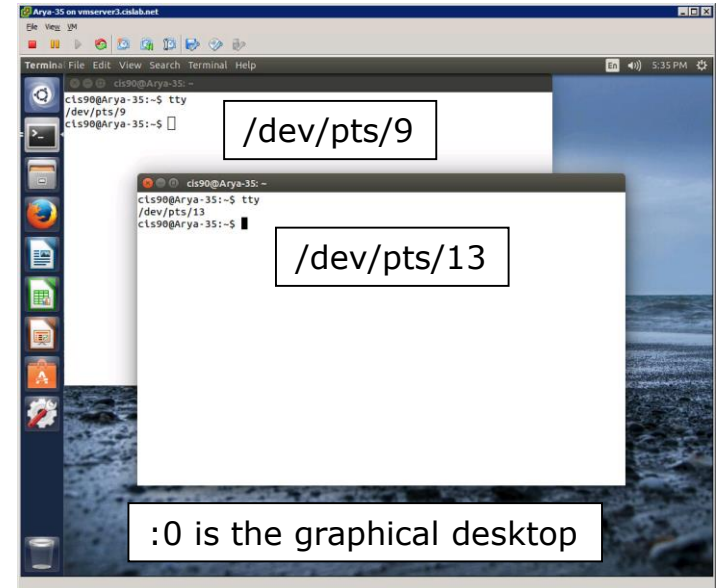 Arya-35 on vmserver3.cislab.net
File View VM
Terminal File Edit View Search Terminal Help
En 5:35 PM
cis90@Arya-35: ~
cis90@Arya-35:~$ tty
/dev/pts/9
cis90@Arya-35:~$
/dev/pts/9
cis90@Arya-35: ~
cis90@Arya-35:~$ tty
/dev/pts/13
cis90@Arya-35:~$
/dev/pts/13
:0 is the graphical desktop